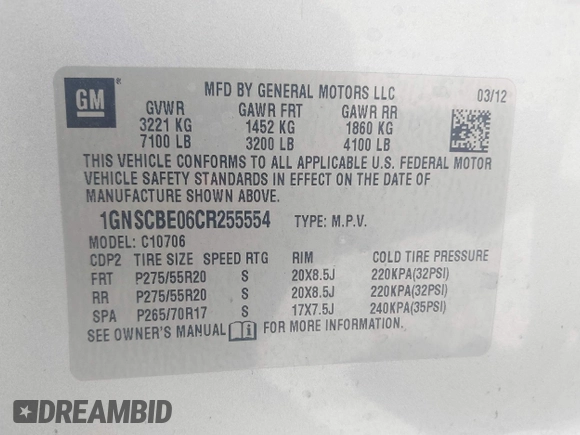 GM
MFD BY GENERAL MOTORS LLC 03/12
GVWR GAWR FRT GAWR RR
3221 KG 1452 KG 1860 KG
7100 LB 3200 LB 4100 LB
THIS VEHICLE CONFORMS TO ALL APPLICABLE U.S. FEDERAL MOTOR
VEHICLE SAFETY STANDARDS IN EFFECT ON THE DATE OF
MANUFACTURE SHOWN ABOVE.
1GNSCBE06CR255554 TYPE: M.P.V.
MODEL: C10706
CDP2 TIRE SIZE SPEED RTG RIM COLD TIRE PRESSURE
FRT P275/55R20 S 20X8.5J 220KPA(32PSI)
RR P275/55R20 S 20X8.5J 220KPA(32PSI)
SPA P265/70R17 S 17X7.5J 240KPA(35PSI)
SEE OWNER'S MANUAL i FOR MORE INFORMATION.
DREAMBID